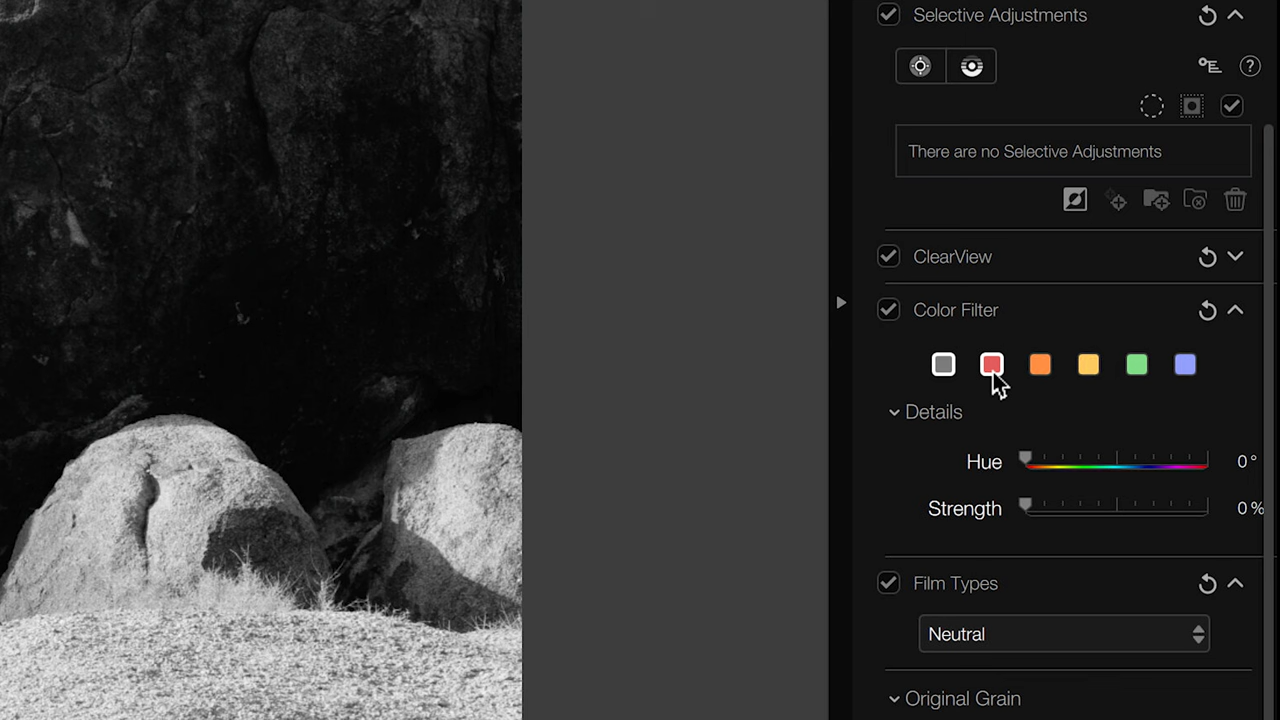 Selective Adjustments
?
There are no Selective Adjustments
ClearView
Color Filter
Details
Hue 0°
Strength 0 %
Film Types
Neutral
Original Grain